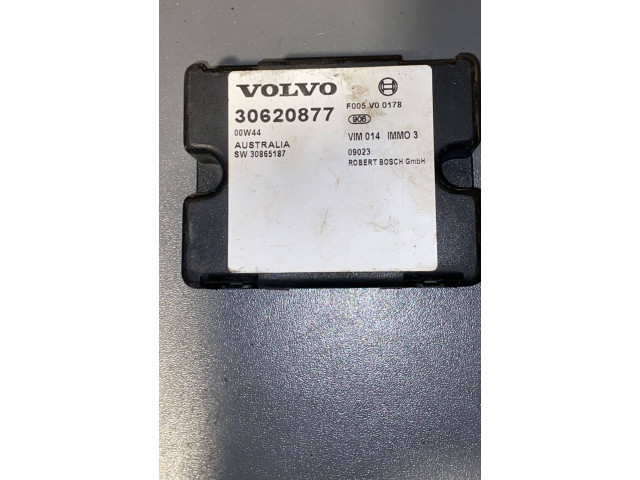 VOLVO
30620877
00W44
AUSTRALIA
SW 30865187
F005 V0 0178
906
VIM 014 IMMO 3
09023
ROBERT BOSCH GmbH